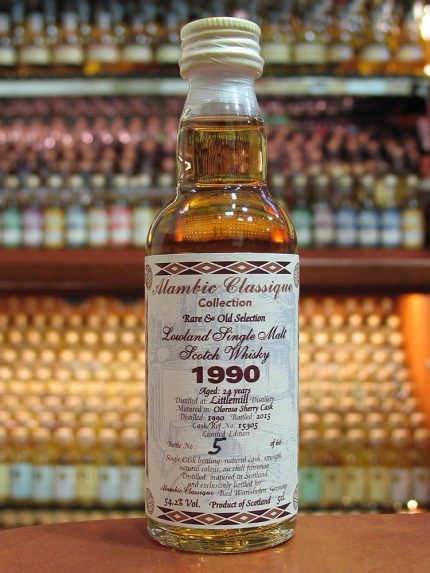 Alambic Classique
Collection
Rare & Old Selection
Lowland Single Malt
Scotch Whisky
1990
Aged: 24 years
Distilled at: Littlemill Distillery
Matured in: Oloroso Sherry Cask
Distilled: 1990 Bottled 2015
Cask/Ref No.: 15305
Limited Edition
Bottle No. 5 of 60
Single Cask bottling, natural cask strength,
natural colour, no chill filtration
Distilled, matured in Scotland,
and exclusively bottled for
Alambic Classique, Bad Wörishofen, Germany
54.2% Vol. Product of Scotland 5cl